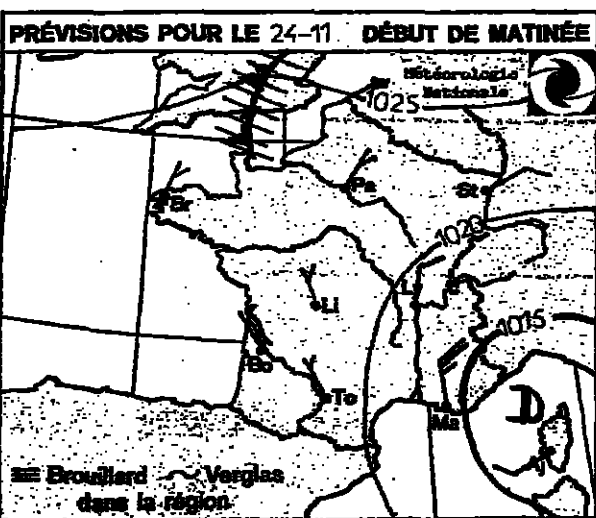 PRÉVISIONS POUR LE 24-11 DÉBUT DE MATINÉE
Météorologie
Nationale
1025
Br
Pa
St
1020
Ly
Li
1015
Bo
To
Ma
D
Brouillard Verglas
dans la région